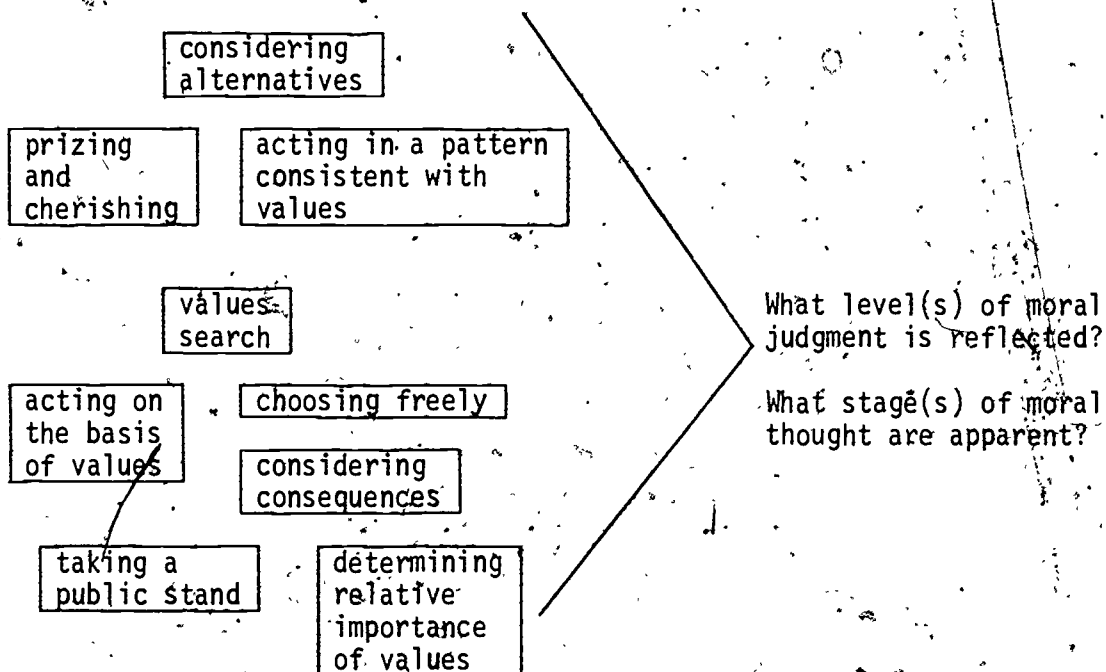 considering
alternatives
prizing
and
cherishing
acting in a pattern
consistent with
values
values
search
acting on
the basis
of values
choosing freely
considering
consequences
taking a
public stand
determining
relative
importance
of values
What level(s) of moral
judgment is reflected?
What stage(s) of moral
thought are apparent?